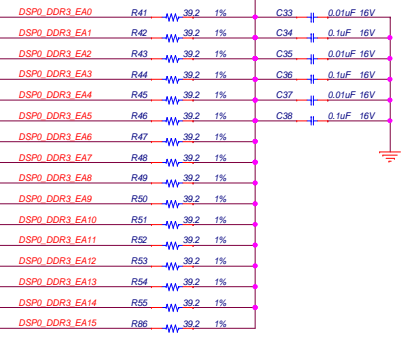 DSP0_DDR3_EA0 R41 39.2 1% C33 0.01uF 16V
DSP0_DDR3_EA1 R42 39.2 1% C34 0.1uF 16V
DSP0_DDR3_EA2 R43 39.2 1% C35 0.01uF 16V
DSP0_DDR3_EA3 R44 39.2 1% C36 0.1uF 16V
DSP0_DDR3_EA4 R45 39.2 1% C37 0.01uF 16V
DSP0_DDR3_EA5 R46 39.2 1% C38 0.1uF 16V
DSP0_DDR3_EA6 R47 39.2 1%
DSP0_DDR3_EA7 R48 39.2 1%
DSP0_DDR3_EA8 R49 39.2 1%
DSP0_DDR3_EA9 R50 39.2 1%
DSP0_DDR3_EA10 R51 39.2 1%
DSP0_DDR3_EA11 R52 39.2 1%
DSP0_DDR3_EA12 R53 39.2 1%
DSP0_DDR3_EA13 R54 39.2 1%
DSP0_DDR3_EA14 R55 39.2 1%
DSP0_DDR3_EA15 R86 39.2 1%